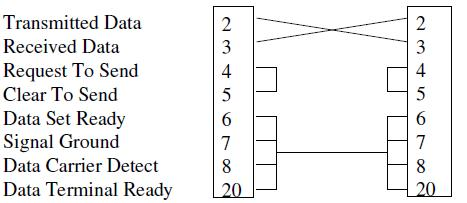 Transmitted Data 2 2
Received Data 3 3
Request To Send 4 4
Clear To Send 5 5
Data Set Ready 6 6
Signal Ground 7 7
Data Carrier Detect 8 8
Data Terminal Ready 20 20